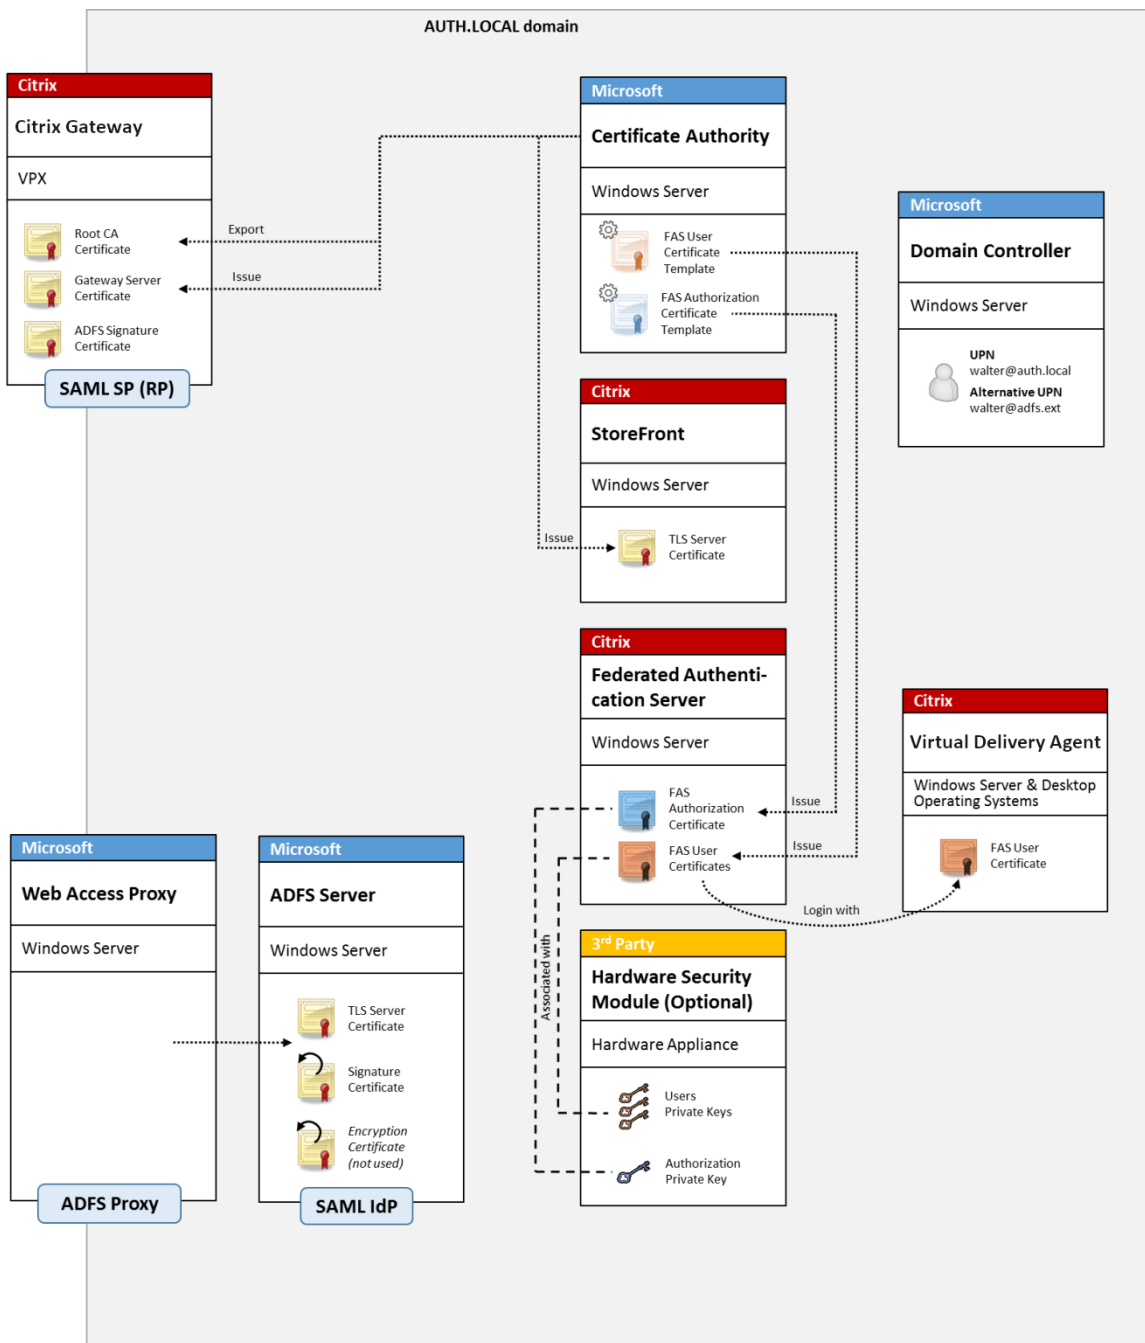 AUTH.LOCAL domain
Citrix
Citrix Gateway
VPX
Root CA
Certificate
Gateway Server
Certificate
ADFS Signature
Certificate
SAML SP (RP)
Export
Issue
Microsoft
Certificate Authority
Windows Server
FAS User
Certificate
Template
FAS Authorization
Certificate
Template
Microsoft
Domain Controller
Windows Server
UPN
walter@auth.local
Alternative UPN
walter@adfs.ext
Citrix
StoreFront
Windows Server
Issue
TLS Server
Certificate
Citrix
Federated Authenti-
cation Server
Windows Server
FAS
Authorization
Certificate
FAS User
Certificates
Issue
Issue
Login with
Associated with
Citrix
Virtual Delivery Agent
Windows Server & Desktop
Operating Systems
FAS User
Certificate
Microsoft
Web Access Proxy
Windows Server
ADFS Proxy
Microsoft
ADFS Server
Windows Server
TLS Server
Certificate
Signature
Certificate
Encryption
Certificate
(not used)
SAML IdP
3rd Party
Hardware Security
Module (Optional)
Hardware Appliance
Users
Private Keys
Authorization
Private Key